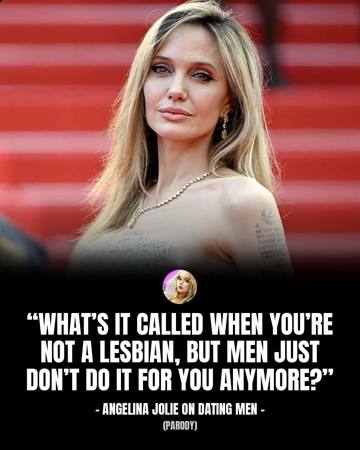 “WHAT’S IT CALLED WHEN YOU’RE
NOT A LESBIAN, BUT MEN JUST
DON’T DO IT FOR YOU ANYMORE?”
- ANGELINA JOLIE ON DATING MEN -
(PARODY)